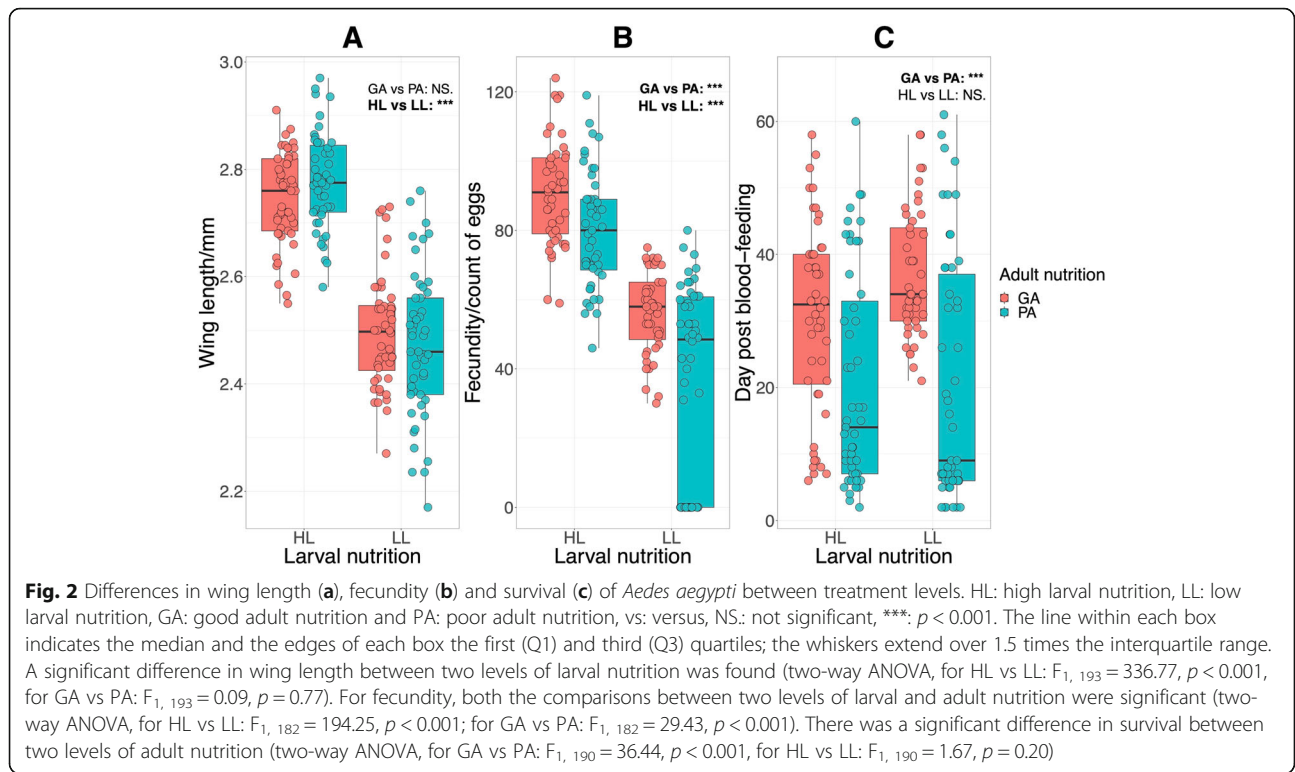 A
B
C
GA vs PA: NS.
HL vs LL: ***
GA vs PA: ***
HL vs LL: ***
GA vs PA: ***
HL vs LL: NS.
Wing length/mm
3.0
2.8
2.6
2.4
2.2
HL
LL
Larval nutrition
Fecundity/count of eggs
120
80
40
0
HL
LL
Larval nutrition
Day post blood−feeding
60
40
20
0
HL
LL
Larval nutrition
Adult nutrition
GA
PA
Fig. 2 Differences in wing length (a), fecundity (b) and survival (c) of Aedes aegypti between treatment levels. HL: high larval nutrition, LL: low
larval nutrition, GA: good adult nutrition and PA: poor adult nutrition, vs: versus, NS.: not significant, ***: p < 0.001. The line within each box
indicates the median and the edges of each box the first (Q1) and third (Q3) quartiles; the whiskers extend over 1.5 times the interquartile range.
A significant difference in wing length between two levels of larval nutrition was found (two-way ANOVA, for HL vs LL: F1, 193 = 336.77, p < 0.001,
for GA vs PA: F1, 193 = 0.09, p = 0.77). For fecundity, both the comparisons between two levels of larval and adult nutrition were significant (two-
way ANOVA, for HL vs LL: F1, 182 = 194.25, p < 0.001; for GA vs PA: F1, 182 = 29.43, p < 0.001). There was a significant difference in survival between
two levels of adult nutrition (two-way ANOVA, for GA vs PA: F1, 190 = 36.44, p < 0.001, for HL vs LL: F1, 190 = 1.67, p = 0.20)